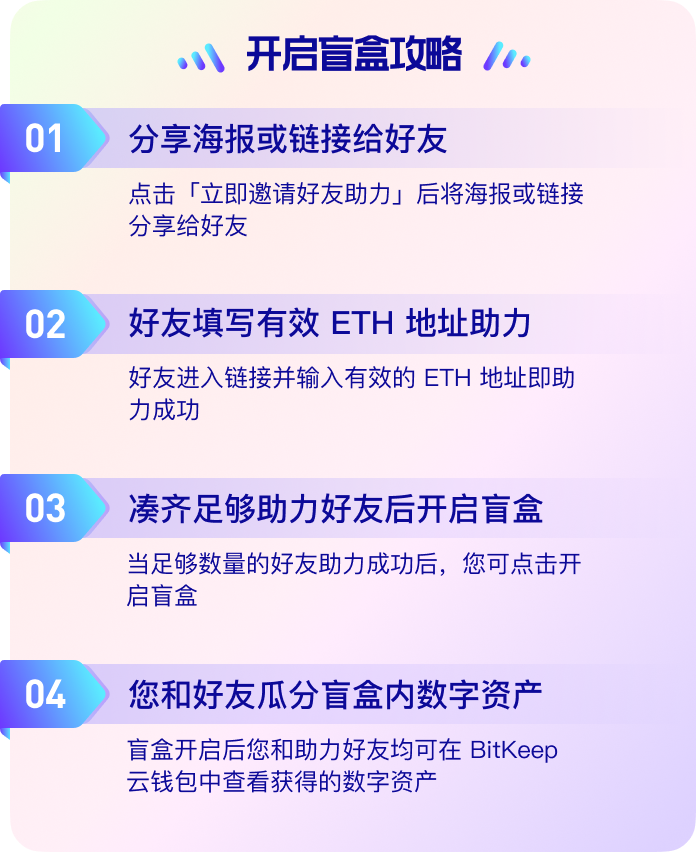 开启盲盒攻略
01
分享海报或链接给好友
点击「立即邀请好友助力」后将海报或链接
分享给好友
02
好友填写有效 ETH 地址助力
好友进入链接并输入有效的 ETH 地址即助
力成功
03
凑齐足够助力好友后开启盲盒
当足够数量的好友助力成功后，您可点击开
启盲盒
04
您和好友瓜分盲盒内数字资产
盲盒开启后您和助力好友均可在 BitKeep
云钱包中查看获得的数字资产